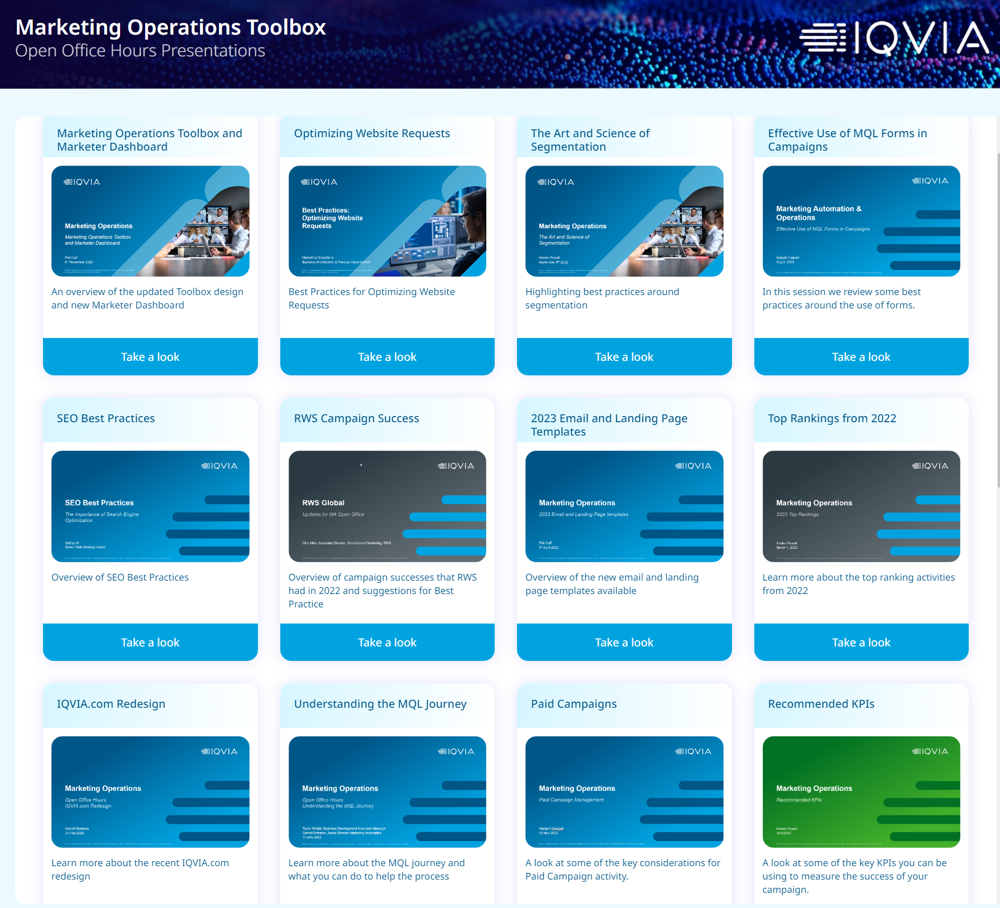 Marketing Operations Toolbox
Open Office Hours Presentations
IQVIA
Marketing Operations Toolbox and
Marketer Dashboard
IQVIA
Marketing Operations
Marketing Operations Toolbox
and Marketer Dashboard
Phil Cuff
8th November 2023
An overview of the updated Toolbox design
and new Marketer Dashboard
Take a look
Optimizing Website Requests
IQVIA
Best Practices:
Optimizing Website
Requests
Marketing Operations
Business Architecture & Process Improvement
Best Practices for Optimizing Website
Requests
Take a look
The Art and Science of
Segmentation
IQVIA
Marketing Operations
The Art and Science of
Segmentation
Kristen Powell
September 6th 2023
Highlighting best practices around
segmentation
Take a look
Effective Use of MQL Forms in
Campaigns
IQVIA
Marketing Automation &
Operations
Effective Use of MQL Forms in Campaigns
Aaliyah Haarish
Aug 2, 2023
In this session we review some best
practices around the use of forms.
Take a look
SEO Best Practices
IQVIA
SEO Best Practices
The importance of Search Engine
Optimization
Sathya N
Senior Web Strategy Coord
Overview of SEO Best Practices
Take a look
RWS Campaign Success
IQVIA
RWS Global
Updates for MA Open Office
Clint Allen, Associate Director, Omnichannel Marketing, RWS
Overview of campaign successes that RWS
had in 2022 and suggestions for Best
Practice
Take a look
2023 Email and Landing Page
Templates
IQVIA
Marketing Operations
2023 Email and Landing Page templates
Phil Cuff
5th April 2023
Overview of the new email and landing
page templates available
Take a look
Top Rankings from 2022
IQVIA
Marketing Operations
2022 Top Rankings
Kristen Powell
March 1, 2023
Learn more about the top ranking activities
from 2022
Take a look
IQVIA.com Redesign
IQVIA
Marketing Operations
Open Office Hours
IQVIA.com Redesign
Garrett Brennan
01-Feb-2023
Learn more about the recent IQVIA.com
redesign
Understanding the MQL Journey
IQVIA
Marketing Operations
Open Office Hours
Understanding the MQL Journey
Taylor Wright, Business Development Associate Manager
Garrett Brennan, Assoc Director Marketing Automation
11-JAN-2023
Learn more about the MQL journey and
what you can do to help the process
Paid Campaigns
IQVIA
Marketing Operations
Paid Campaign Management
Hemant Galagali
02 Nov 2022
A look at some of the key considerations for
Paid Campaign activity.
Recommended KPIs
IQVIA
Marketing Operations
Recommended KPIs
Kristen Powell
10/5/2022
A look at some of the key KPIs you can be
using to measure the success of your
campaign.